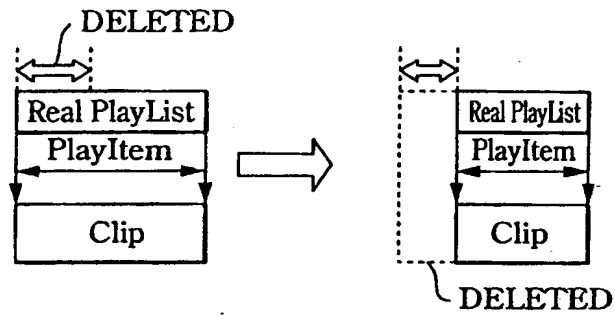 DELETED
Real PlayList
PlayItem
Clip
Real PlayList
PlayItem
Clip
DELETED